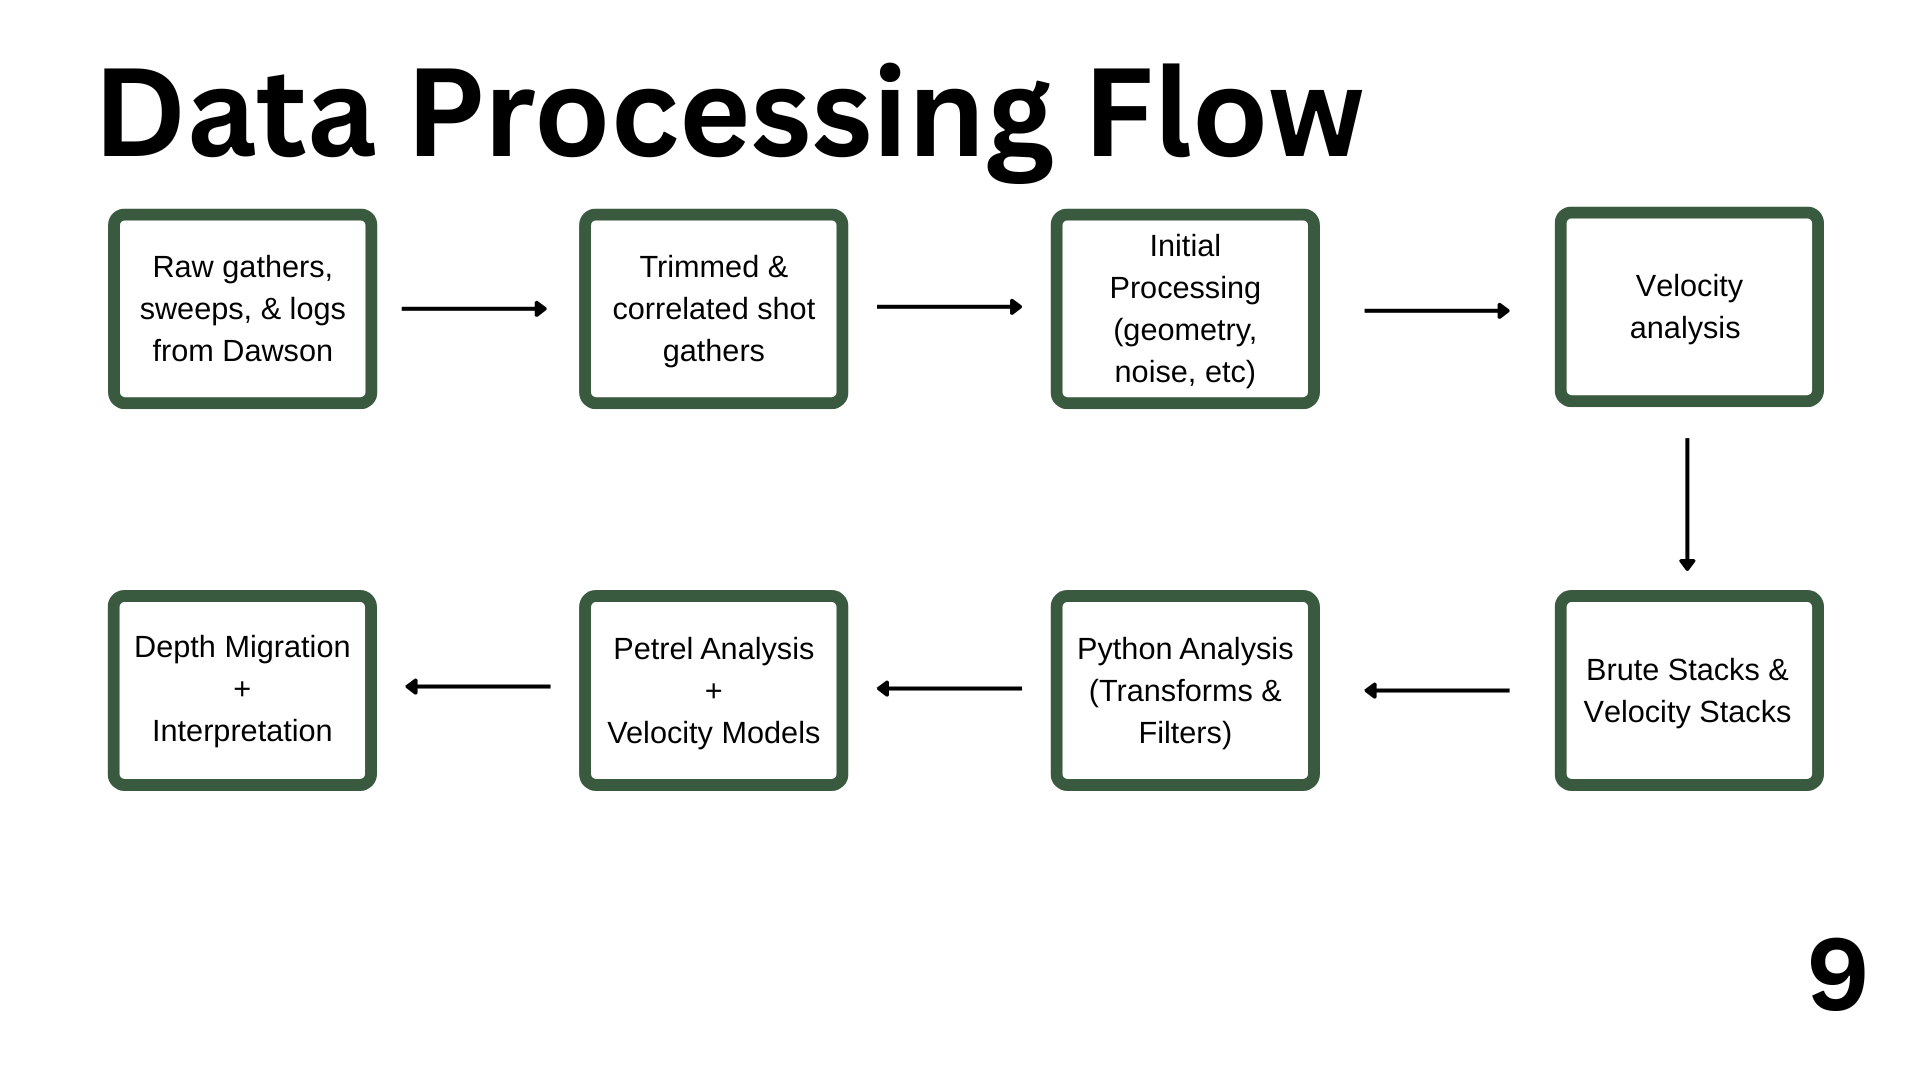 Data Processing Flow
Raw gathers,
sweeps, & logs
from Dawson
Trimmed &
correlated shot
gathers
Initial
Processing
(geometry,
noise, etc)
Velocity
analysis
Brute Stacks &
Velocity Stacks
Python Analysis
(Transforms &
Filters)
Petrel Analysis
+
Velocity Models
Depth Migration
+
Interpretation
9